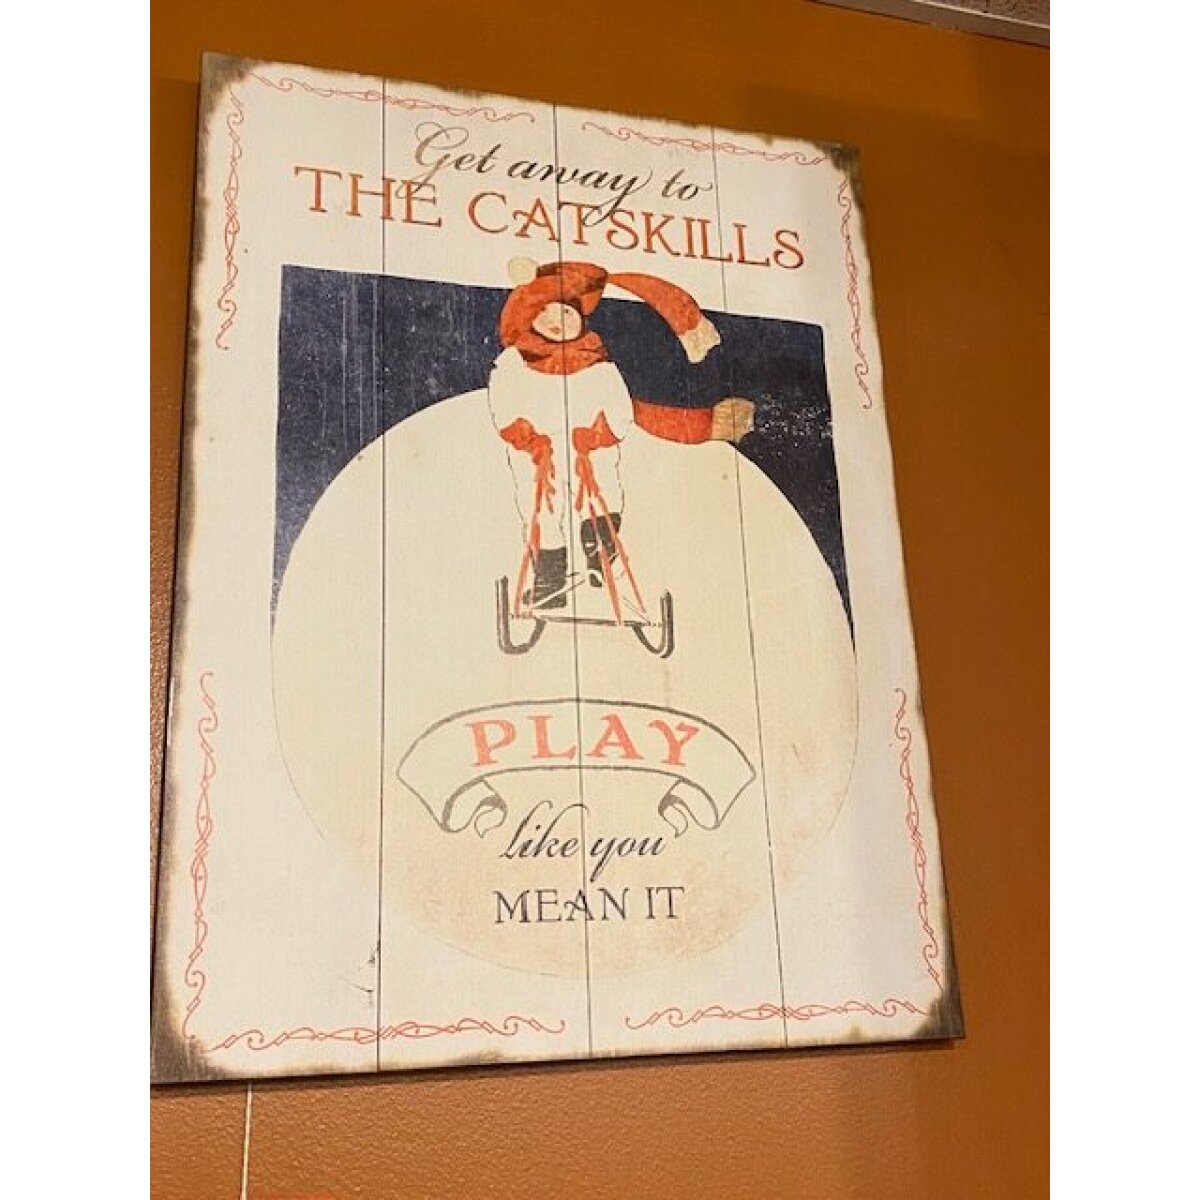 Get away to
THE CATSKILLS
PLAY
like you
MEAN IT